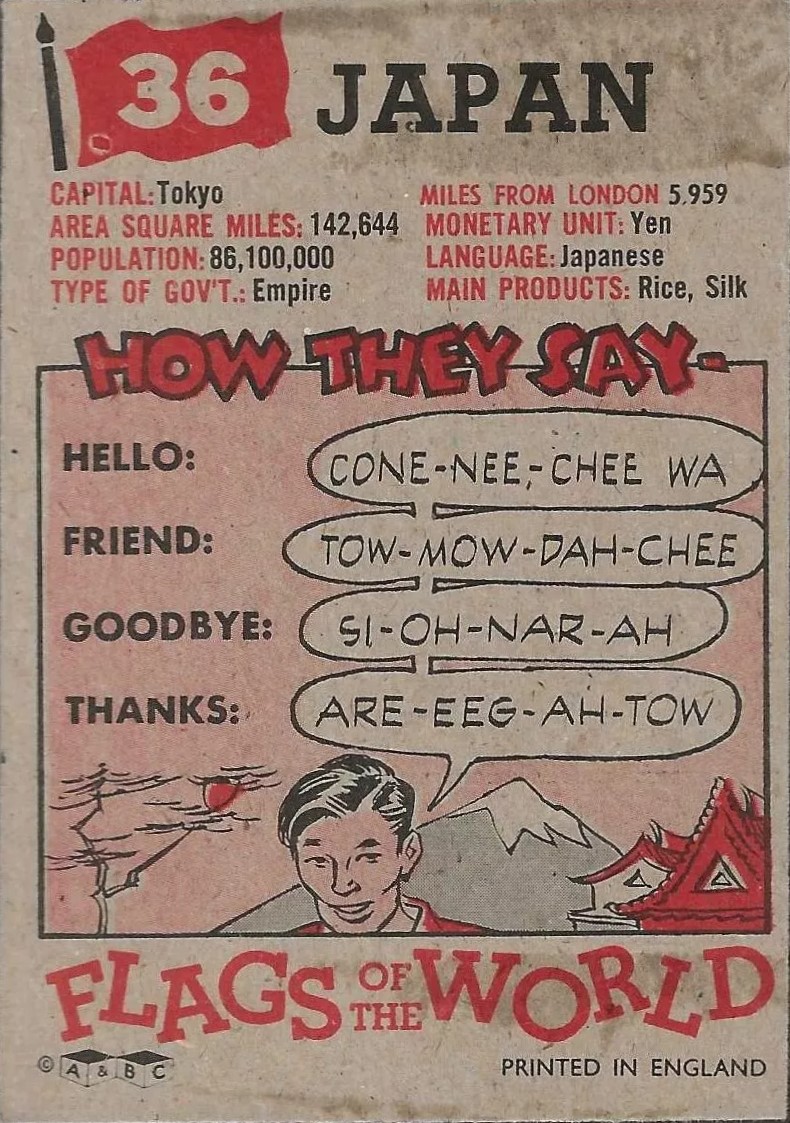 36 JAPAN
CAPITAL: Tokyo
AREA SQUARE MILES: 142,644
POPULATION: 86,100,000
TYPE OF GOV'T.: Empire
MILES FROM LONDON 5.959
MONETARY UNIT: Yen
LANGUAGE: Japanese
MAIN PRODUCTS: Rice, Silk
HOW THEY SAY-
HELLO: CONE-NEE,-CHEE WA
FRIEND: TOW-MOW-DAH-CHEE
GOODBYE: SI-OH-NAR-AH
THANKS: ARE-EEG-AH-TOW
FLAGS OF THE WORLD
© A & B C
PRINTED IN ENGLAND